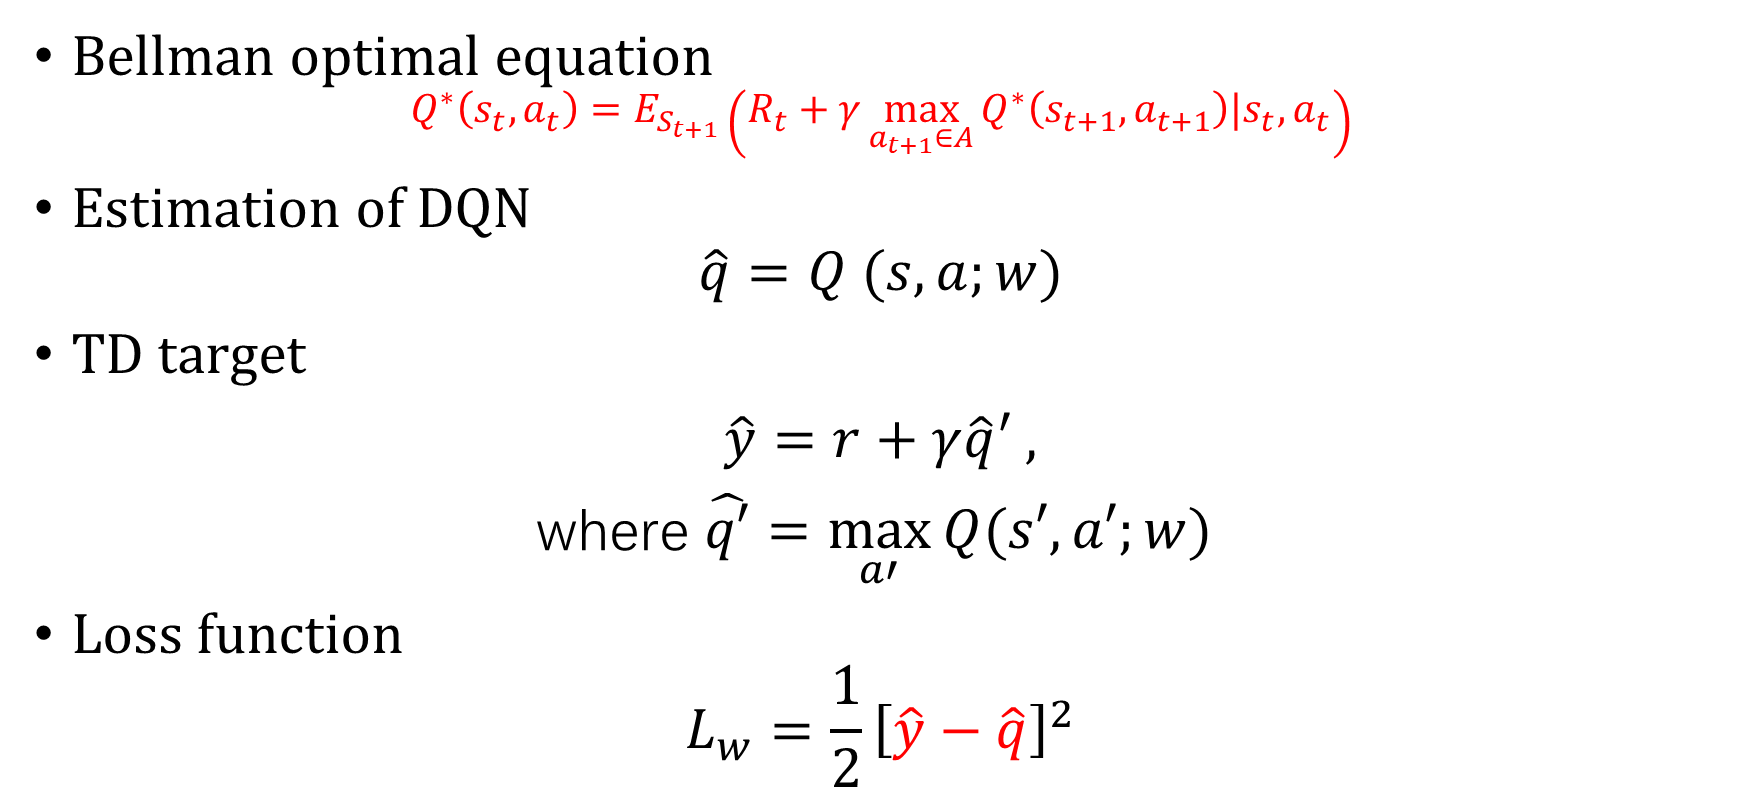 • Bellman optimal equation
Q*(s_t, a_t) = E_{S_{t+1}} (R_t + γ max_{a_{t+1}∈A} Q*(s_{t+1}, a_{t+1})|s_t, a_t)
• Estimation of DQN
q̂ = Q (s, a; w)
• TD target
ŷ = r + γq̂′ ,
where q̂′ = max_{a′} Q(s′, a′; w)
• Loss function
L_w = 1/2 [ŷ − q̂]²